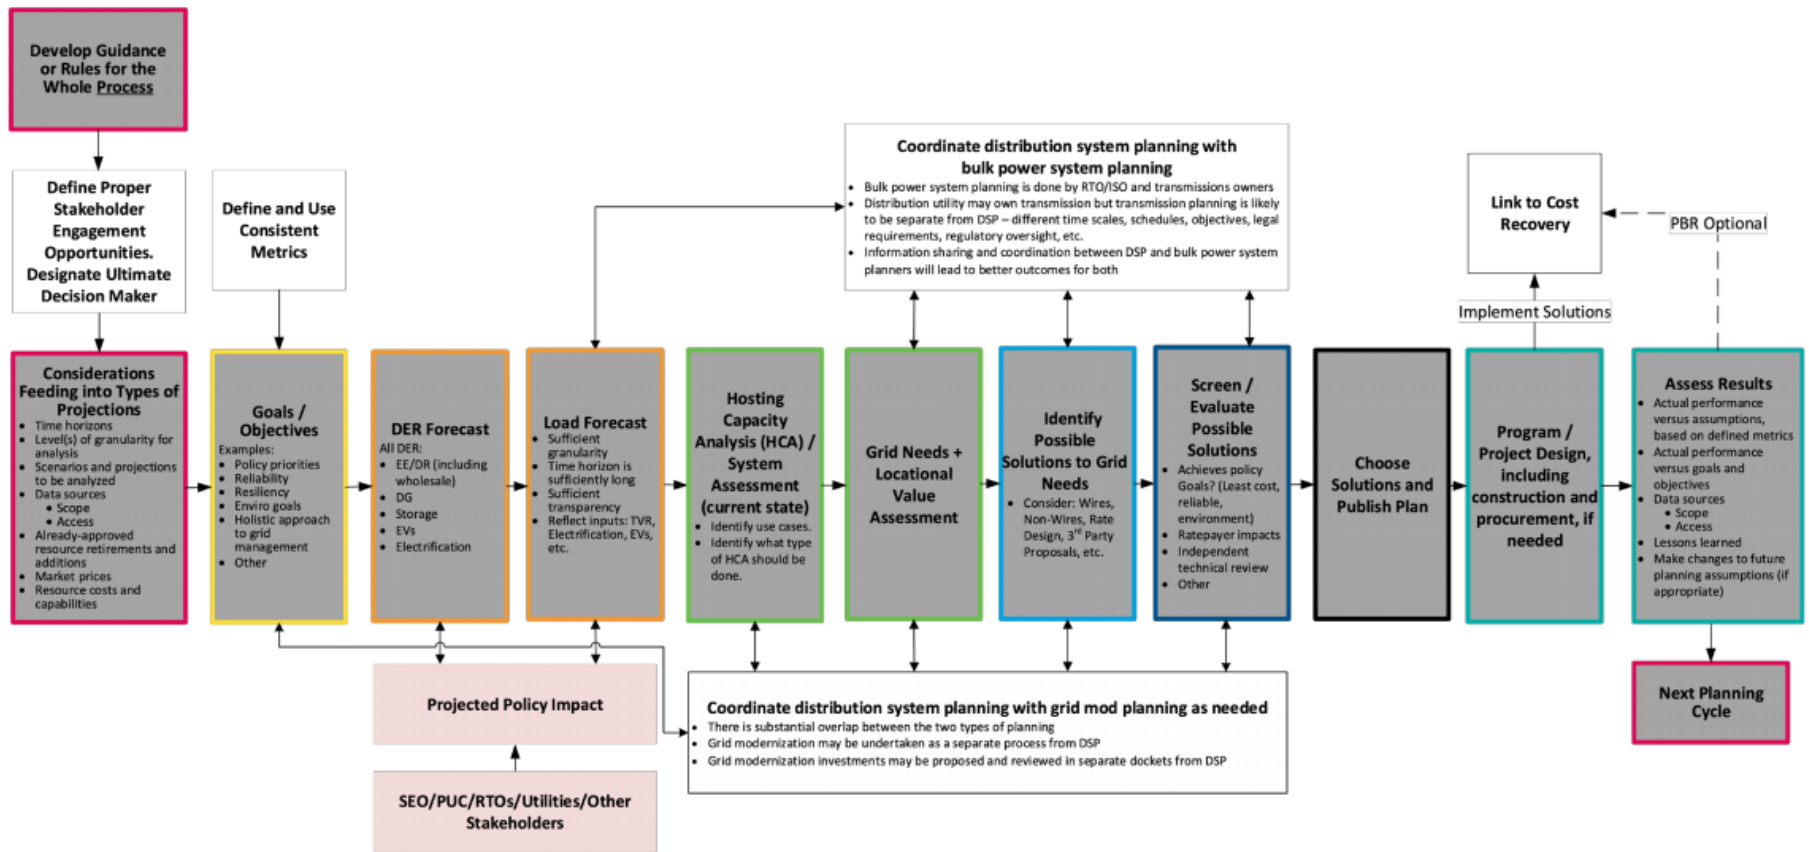 Develop Guidance
or Rules for the
Whole Process
Define Proper
Stakeholder
Engagement
Opportunities.
Designate Ultimate
Decision Maker
Define and Use
Consistent
Metrics
Coordinate distribution system planning with
bulk power system planning
• Bulk power system planning is done by RTO/ISO and transmissions owners
• Distribution utility may own transmission but transmission planning is likely
to be separate from DSP – different time scales, schedules, objectives, legal
requirements, regulatory oversight, etc.
• Information sharing and coordination between DSP and bulk power system
planners will lead to better outcomes for both
Link to Cost
Recovery
PBR Optional
Implement Solutions
Considerations
Feeding into Types of
Projections
• Time horizons
• Level(s) of granularity for
analysis
• Scenarios and projections
to be analyzed
• Data sources
• Scope
• Access
• Already-approved
resource retirements and
additions
• Market prices
• Resource costs and
capabilities
Goals /
Objectives
Examples:
• Policy priorities
• Reliability
• Resiliency
• Enviro goals
• Holistic approach
to grid
management
• Other
DER Forecast
All DER:
• EE/DR (including
wholesale)
• DG
• Storage
• EVs
• Electrification
Load Forecast
• Sufficient
granularity
• Time horizon is
sufficiently long
• Sufficient
transparency
• Reflect inputs: TVR,
Electrification, EVs,
etc.
Hosting
Capacity
Analysis (HCA) /
System
Assessment
(current state)
• Identify use cases.
• Identify what type
of HCA should be
done.
Grid Needs +
Locational
Value
Assessment
Identify
Possible
Solutions to Grid
Needs
• Consider: Wires,
Non-Wires, Rate
Design, 3rd Party
Proposals, etc.
Screen /
Evaluate
Possible
Solutions
• Achieves policy
Goals? (Least cost,
reliable,
environment)
• Ratepayer impacts
• Independent
technical review
• Other
Choose
Solutions and
Publish Plan
Program /
Project Design,
including
construction and
procurement, if
needed
Assess Results
• Actual performance
versus assumptions,
based on defined metrics
• Actual performance
versus goals and
objectives
• Data sources
• Scope
• Access
• Lessons learned
• Make changes to future
planning assumptions (if
appropriate)
Projected Policy Impact
SEO/PUC/RTOs/Utilities/Other
Stakeholders
Coordinate distribution system planning with grid mod planning as needed
• There is substantial overlap between the two types of planning
• Grid modernization may be undertaken as a separate process from DSP
• Grid modernization investments may be proposed and reviewed in separate dockets from DSP
Next Planning
Cycle